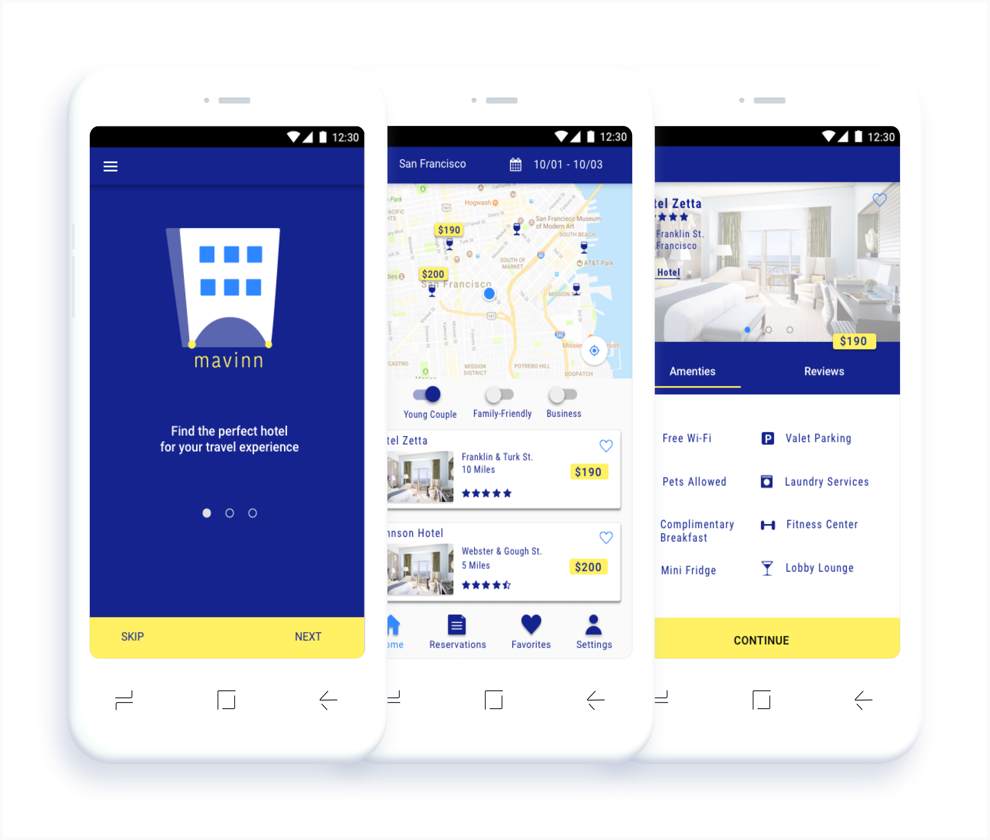 12:30
mavinn
Find the perfect hotel
for your travel experience
SKIP
NEXT
12:30
San Francisco
10/01 - 10/03
Hogwash
San Francisco Museum
of Modern Art
$190
SOUTH BEACH
SOUTH OF
MARKET
AT&T Park
$200
San Francisco
MISSION
Mission
CASTRO
MISSION
DISTRICT
POTRERO HILL
DOGPATCH
Young Couple
Family-Friendly
Business
tel Zetta
Franklin & Turk St.
10 Miles
$190
nnson Hotel
Webster & Gough St.
5 Miles
$200
ome
Reservations
Favorites
Settings
12:30
tel Zetta
Franklin St.
Francisco
Hotel
$190
Amenties
Reviews
Free Wi-Fi
P Valet Parking
Pets Allowed
Laundry Services
Complimentary
Breakfast
Fitness Center
Mini Fridge
Lobby Lounge
CONTINUE